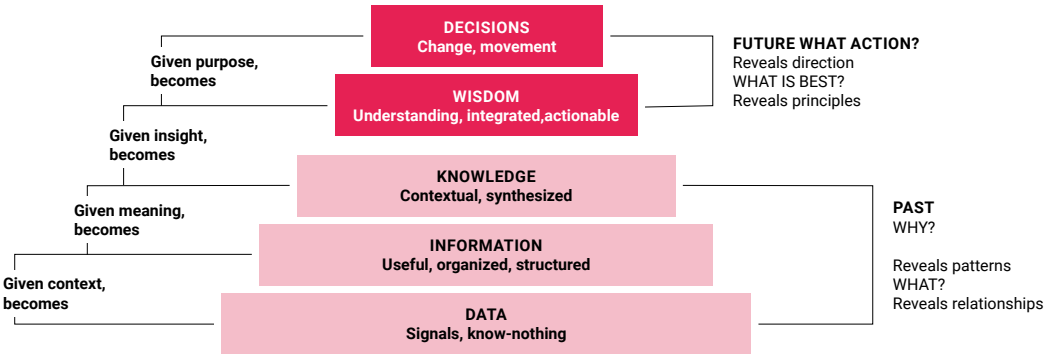 DECISIONS
Change, movement
FUTURE WHAT ACTION?
Reveals direction
WHAT IS BEST?
Reveals principles
Given purpose,
becomes
WISDOM
Understanding, integrated,actionable
Given insight,
becomes
KNOWLEDGE
Contextual, synthesized
Given meaning,
becomes
PAST
WHY?
Reveals patterns
WHAT?
Reveals relationships
INFORMATION
Useful, organized, structured
Given context,
becomes
DATA
Signals, know-nothing